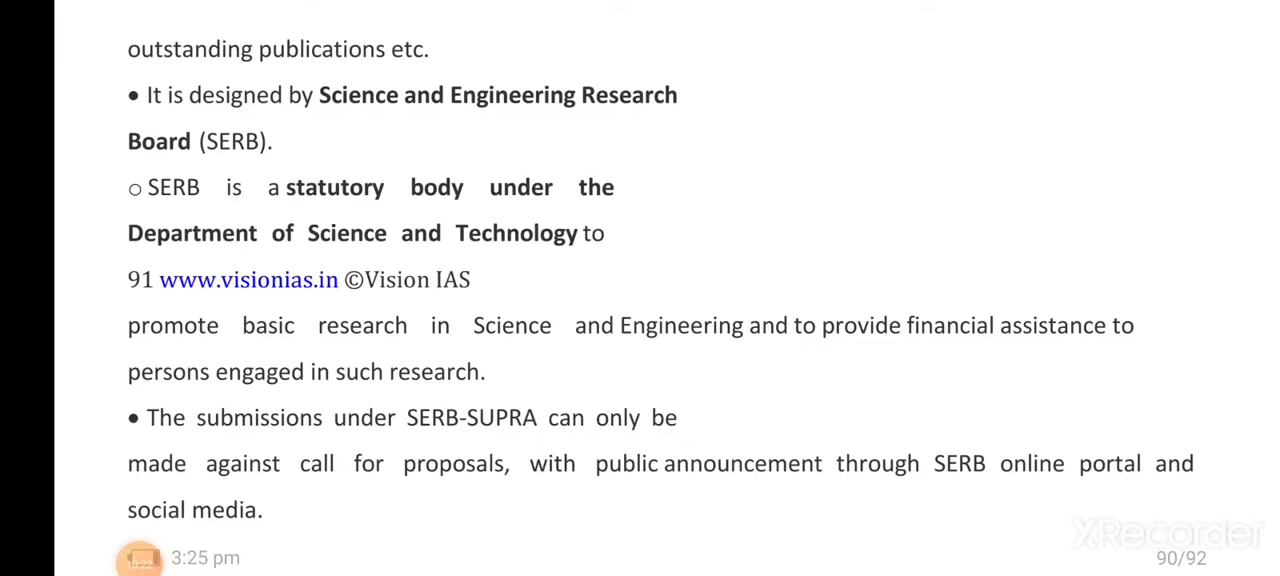 outstanding publications etc.
• It is designed by Science and Engineering Research
Board (SERB).
○ SERB is a statutory body under the
Department of Science and Technology to
91 www.visionias.in ©Vision IAS
promote basic research in Science and Engineering and to provide financial assistance to
persons engaged in such research.
• The submissions under SERB-SUPRA can only be
made against call for proposals, with public announcement through SERB online portal and
social media.
XRecorder
10:22 3:25 pm 90/92